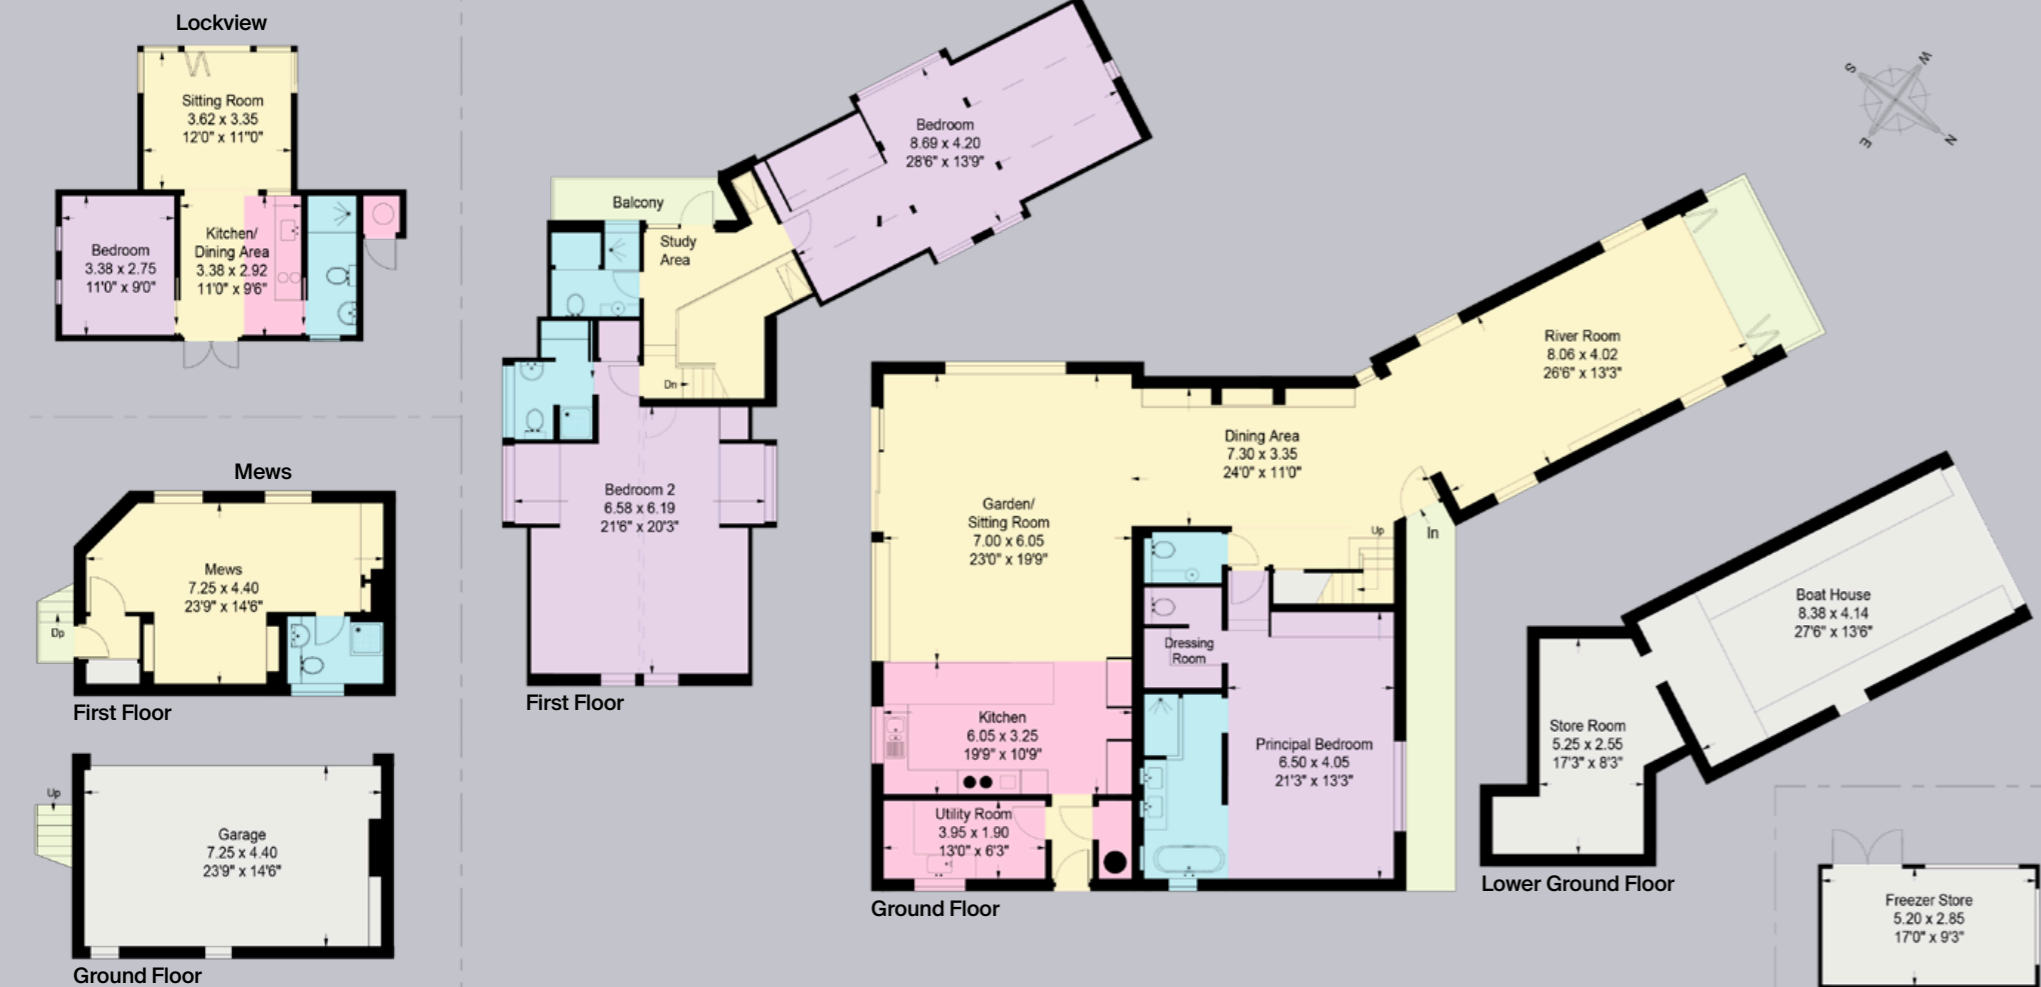 Lockview
Sitting Room
3.62 x 3.35
12'0" x 11"0"
Bedroom
3.38 x 2.75
11'0" x 9'0"
Kitchen/
Dining Area
3.38 x 2.92
11'0" x 9'6"
Mews
Mews
7.25 x 4.40
23'9" x 14'6"
Dp
First Floor
Up
Garage
7.25 x 4.40
23'9" x 14'6"
Ground Floor
Balcony
Study
Area
Bedroom
8.69 x 4.20
28'6" x 13'9"
Dn
Bedroom 2
6.58 x 6.19
21'6" x 20'3"
First Floor
S
W
E
N
River Room
8.06 x 4.02
26'6" x 13'3"
Dining Area
7.30 x 3.35
24'0" x 11'0"
Garden/
Sitting Room
7.00 x 6.05
23'0" x 19'9"
Up
In
Dressing
Room
Kitchen
6.05 x 3.25
19'9" x 10'9"
Principal Bedroom
6.50 x 4.05
21'3" x 13'3"
Utility Room
3.95 x 1.90
13'0" x 6'3"
Ground Floor
Boat House
8.38 x 4.14
27'6" x 13'6"
Store Room
5.25 x 2.55
17'3" x 8'3"
Lower Ground Floor
Freezer Store
5.20 x 2.85
17'0" x 9'3"